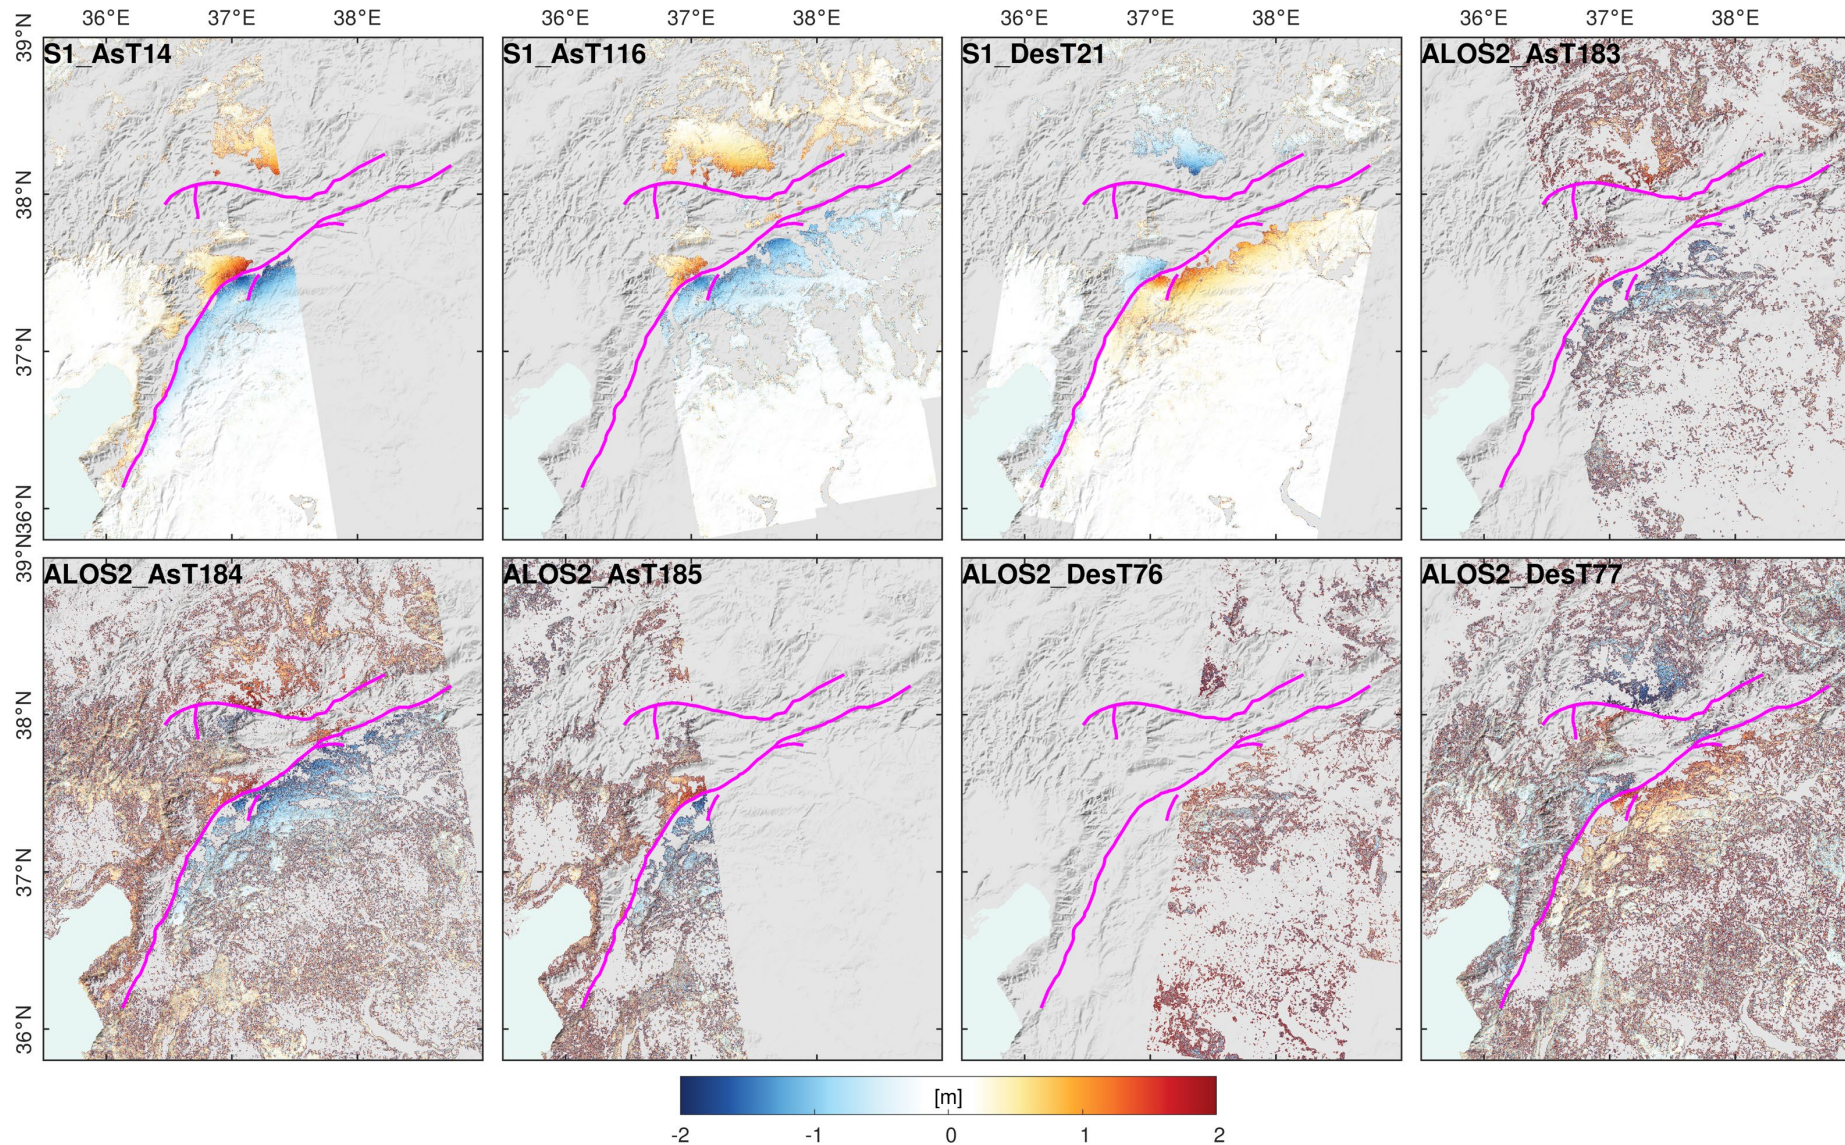 36°E 37°E 38°E 37°E 38°E 36°E 37°E 38°E 36°E 37°E 38°E
39°N
S1_AsT14 S1_AsT116 S1_DesT21 ALOS2_AsT183
38°N
37°N
36°N
39°N
ALOS2_AsT184 ALOS2_AsT185 ALOS2_DesT76 ALOS2_DesT77
38°N
37°N
36°N
[m]
-2 -1 0 1 2